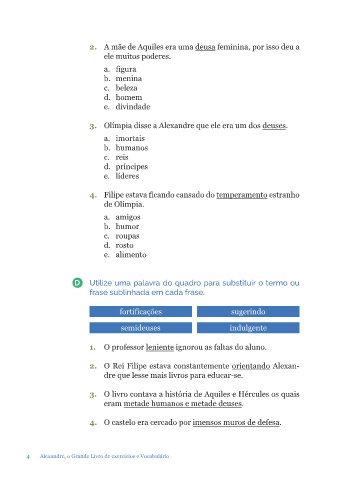 2. A mãe de Aquiles era uma deusa feminina, por isso deu a
ele muitos poderes.
a. figura
b. menina
c. beleza
d. homem
e. divindade
3. Olímpia disse a Alexandre que ele era um dos deuses.
a. imortais
b. humanos
c. reis
d. príncipes
e. líderes
4. Filipe estava ficando cansado do temperamento estranho
de Olímpia.
a. amigos
b. humor
c. roupas
d. rosto
e. alimento
D Utilize uma palavra do quadro para substituir o termo ou
frase sublinhada em cada frase.
fortificações sugerindo
semideuses indulgente
1. O professor leniente ignorou as faltas do aluno.
2. O Rei Filipe estava constantemente orientando Alexan-
dre que lesse mais livros para educar-se.
3. O livro contava a história de Aquiles e Hércules os quais
eram metade humanos e metade deuses.
4. O castelo era cercado por imensos muros de defesa.
4 Alexandre, o Grande Livro de exercícios e Vocabulário